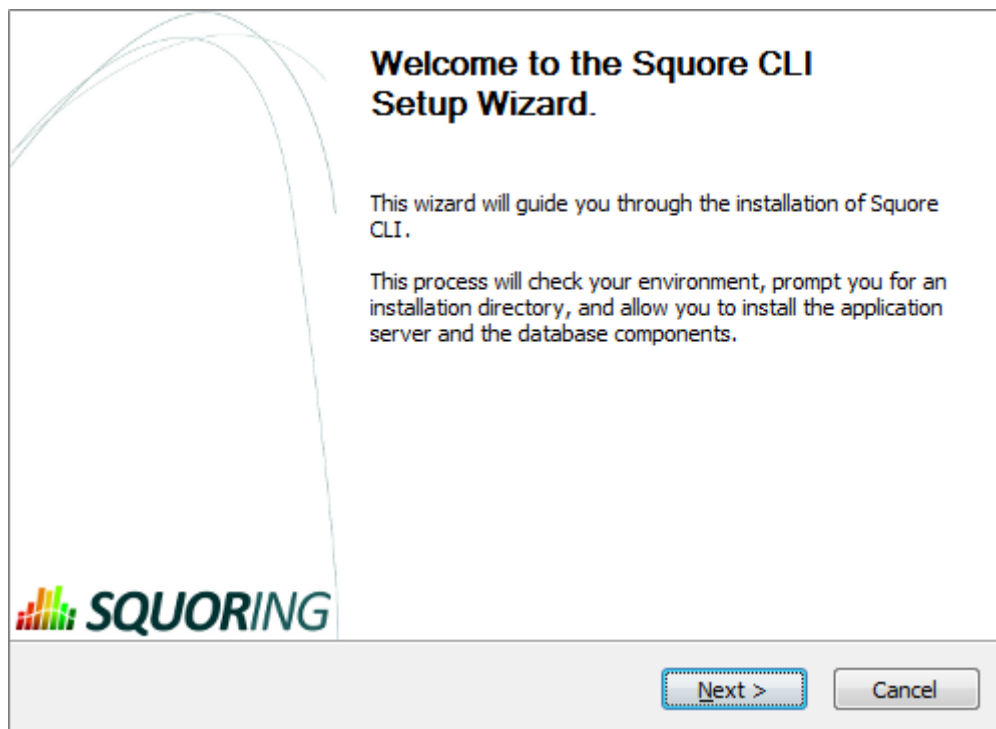 Welcome to the Squore CLI
Setup Wizard.
This wizard will guide you through the installation of Squore
CLI.
This process will check your environment, prompt you for an
installation directory, and allow you to install the application
server and the database components.
SQUORING
Next >
Cancel